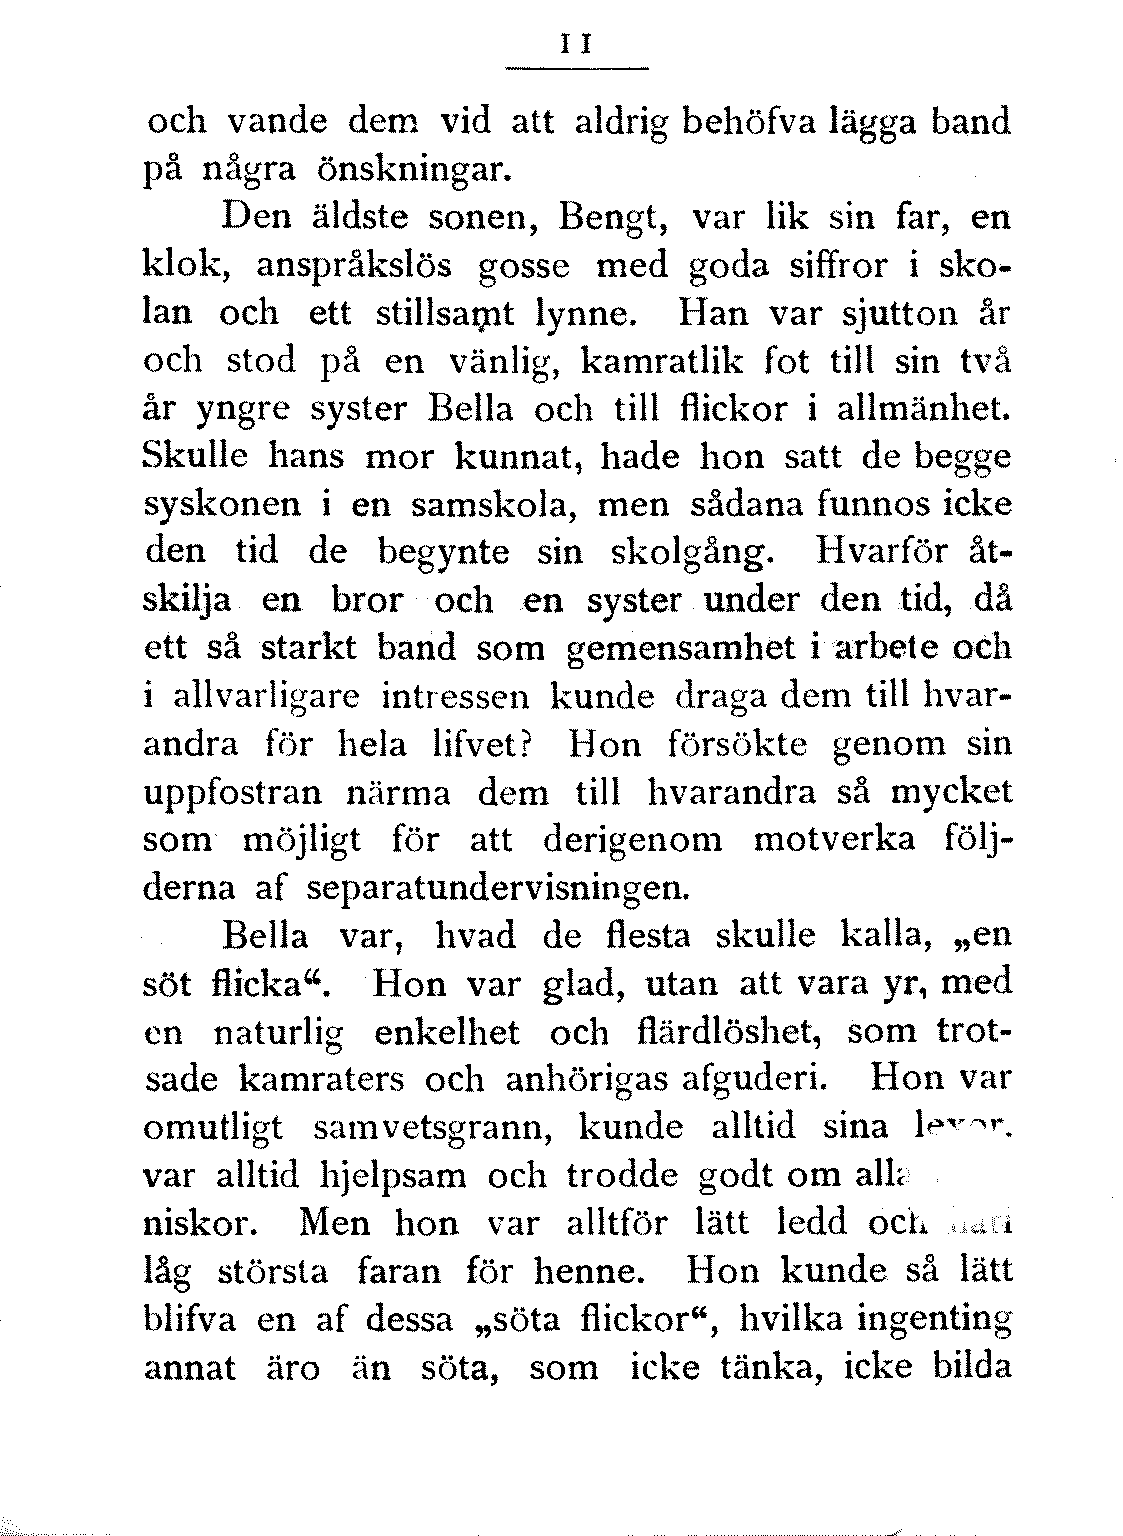 11
och vande dem vid att aldrig behöfva lägga band
på några önskningar.
Den äldste sonen, Bengt, var lik sin far, en
klok, anspråkslös gosse med goda siffror i sko-
lan och ett stillsamt lynne. Han var sjutton år
och stod på en vänlig, kamratlik fot till sin två
år yngre syster Bella och till flickor i allmänhet.
Skulle hans mor kunnat, hade hon satt de begge
syskonen i en samskola, men sådana funnos icke
den tid de begynte sin skolgång. Hvarför åt-
skilja en bror och en syster under den tid, då
ett så starkt band som gemensamhet i arbete och
i allvarligare intressen kunde draga dem till hvar-
andra för hela lifvet? Hon försökte genom sin
uppfostran närma dem till hvarandra så mycket
som möjligt för att derigenom motverka följ-
derna af separatundervisningen.
Bella var, hvad de flesta skulle kalla, „en
söt flicka“. Hon var glad, utan att vara yr, med
en naturlig enkelhet och flärdlöshet, som trot-
sade kamraters och anhörigas afguderi. Hon var
omutligt samvetsgrann, kunde alltid sina
var alltid hjelpsam och trodde godt om
niskor. Men hon var alltför lätt ledd och
låg största faran för henne. Hon kunde så lätt
blifva en af dessa „söta flickor“, hvilka ingenting
annat äro än söta, som icke tänka, icke bilda